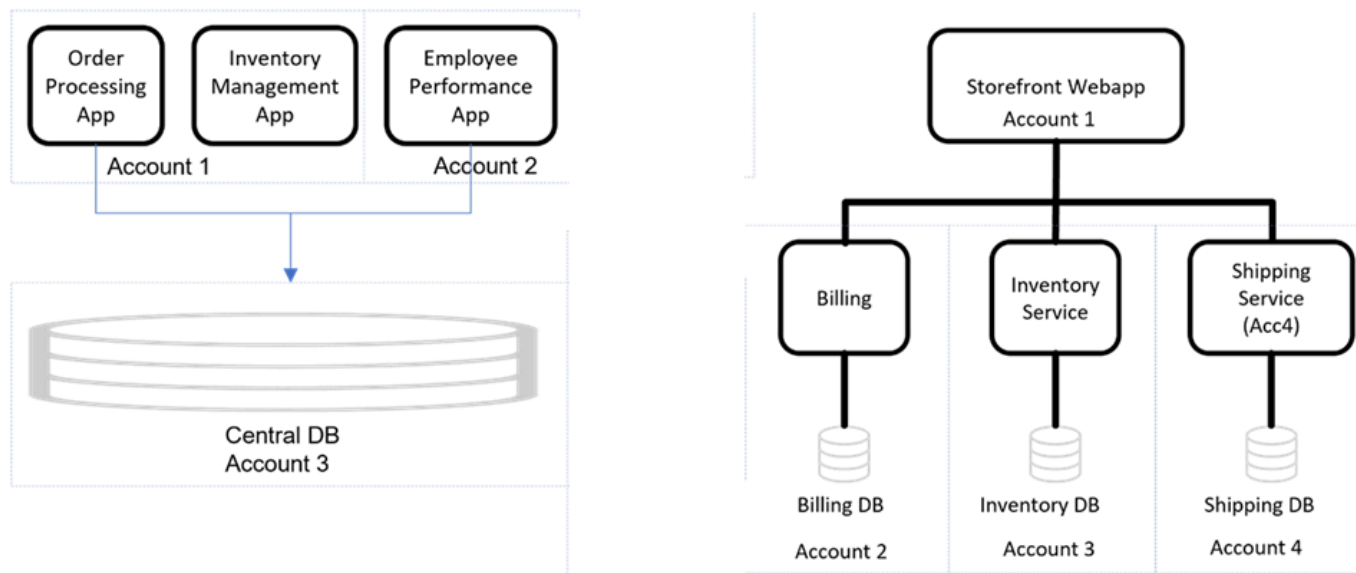 Order
Processing
App
Inventory
Management
App
Employee
Performance
App
Account 1
Account 2
Central DB
Account 3
Storefront Webapp
Account 1
Billing
Inventory
Service
Shipping
Service
(Acc4)
Billing DB
Inventory DB
Shipping DB
Account 2
Account 3
Account 4